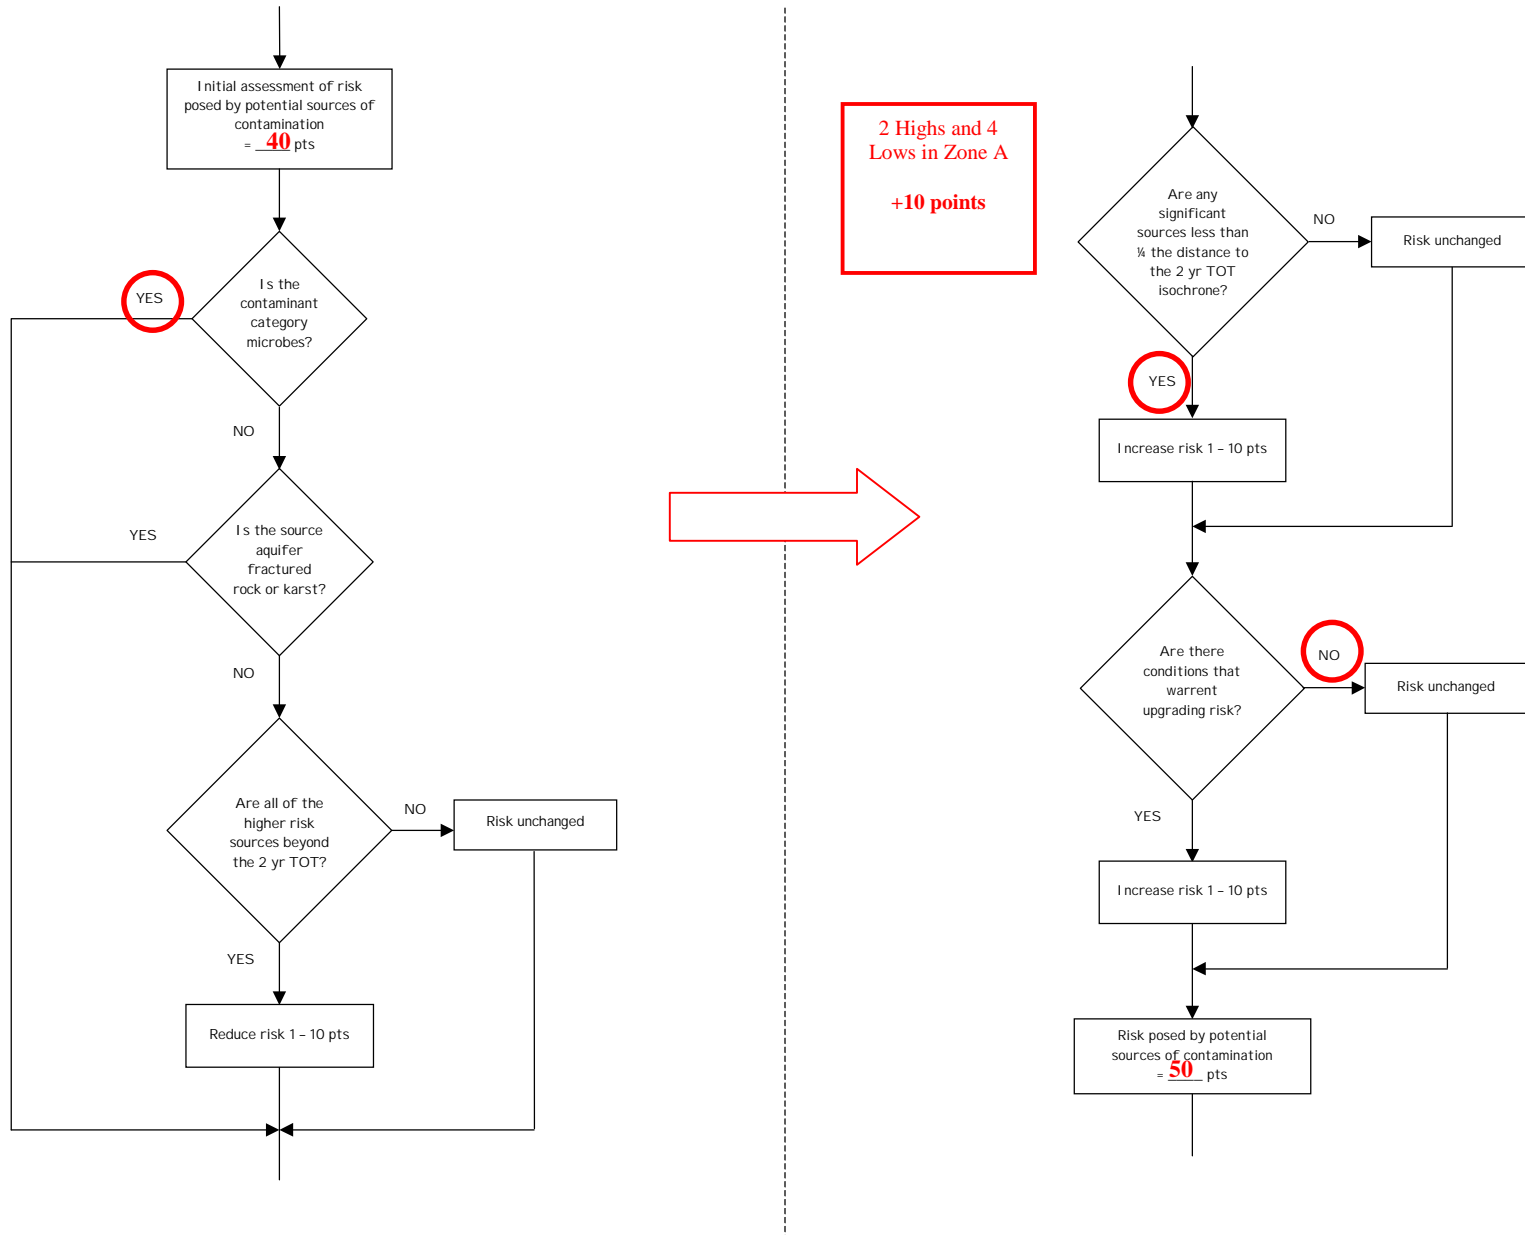 Initial assessment of risk
posed by potential sources of
contamination
= 40 pts
Is the
contaminant
category
microbes?
YES
NO
Is the source
aquifer
fractured
rock or karst?
YES
NO
Are all of the
higher risk
sources beyond
the 2 yr TOT?
NO
Risk unchanged
YES
Reduce risk 1 – 10 pts
2 Highs and 4
Lows in Zone A
+10 points
Are any
significant
sources less than
¼ the distance to
the 2 yr TOT
isochrone?
NO
Risk unchanged
YES
Increase risk 1 – 10 pts
Are there
conditions that
warrent
upgrading risk?
NO
Risk unchanged
YES
Increase risk 1 – 10 pts
Risk posed by potential
sources of contamination
= 50 pts